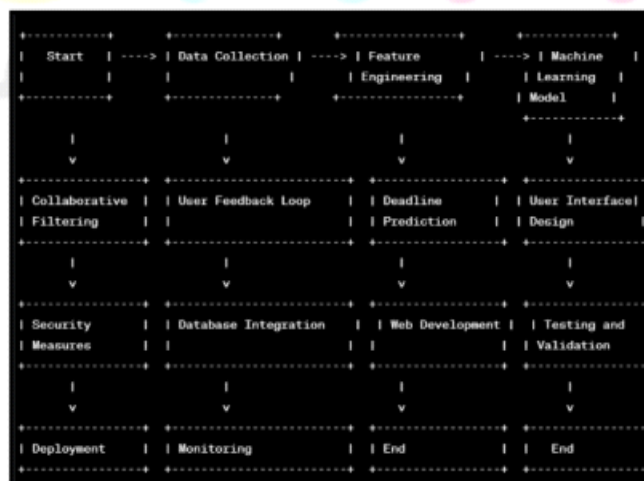 Start ----> Data Collection ----> Feature ----> Machine
Engineering Learning
Model
Collaborative User Feedback Loop Deadline User Interface
Filtering Prediction Design
Security Database Integration Web Development Testing and
Measures Validation
Deployment Monitoring End End